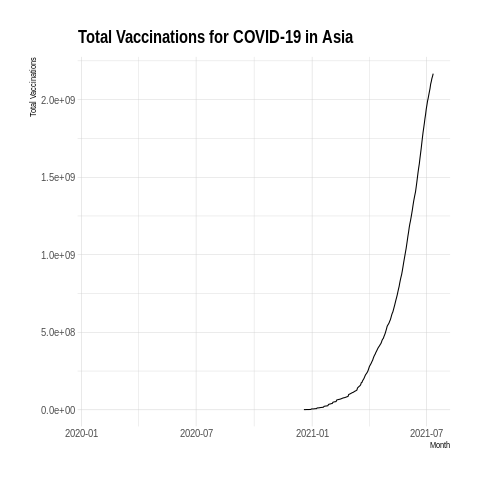 Total Vaccinations for COVID-19 in Asia
Total Vaccinations
2.0e+09
1.5e+09
1.0e+09
5.0e+08
0.0e+00
2020-01 2020-07 2021-01 2021-07
Month